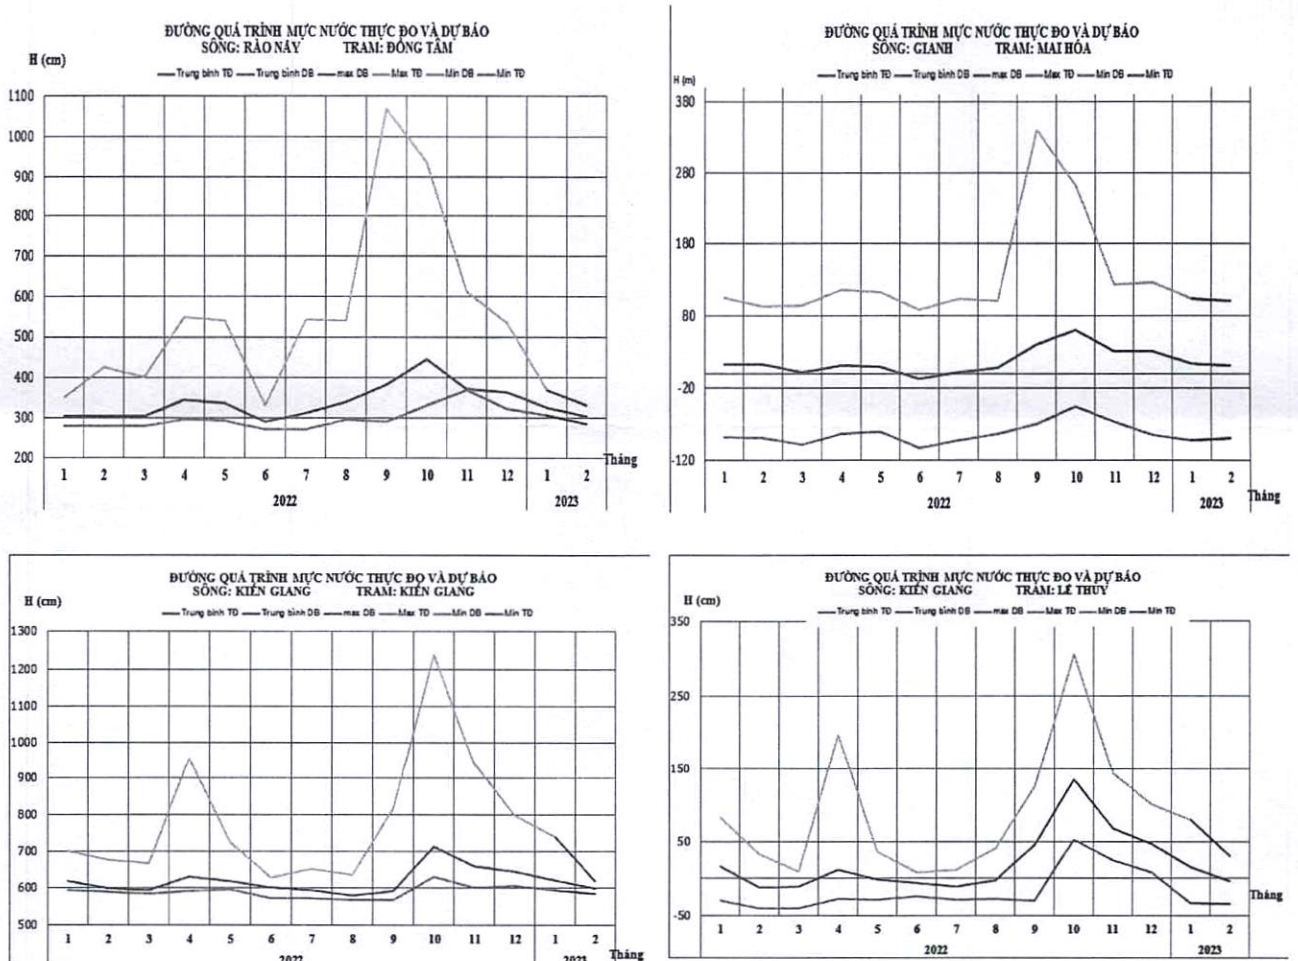 ĐƯỜNG QUÁ TRÌNH MỰC NƯỚC THỰC ĐO VÀ DỰ BÁO
SÔNG: RÀO NẬY TRẠM: ĐỒNG TÂM
H (cm)
Trung bình TĐ Trung bình DB max DB Max TĐ Min DB Min TĐ
1100
1000
900
800
700
600
500
400
300
200
1 2 3 4 5 6 7 8 9 10 11 12 1 2
Tháng
2022 2023
ĐƯỜNG QUÁ TRÌNH MỰC NƯỚC THỰC ĐO VÀ DỰ BÁO
SÔNG: GIANH TRẠM: MAI HÓA
H (m)
Trung bình TĐ Trung bình DB max DB Max TĐ Min DB Min TĐ
380
280
180
80
-20
-120
1 2 3 4 5 6 7 8 9 10 11 12 1 2
Tháng
2022 2023
ĐƯỜNG QUÁ TRÌNH MỰC NƯỚC THỰC ĐO VÀ DỰ BÁO
SÔNG: KIẾN GIANG TRẠM: KIẾN GIANG
H (cm)
Trung bình TĐ Trung bình DB max DB Max TĐ Min DB Min TĐ
1300
1200
1100
1000
900
800
700
600
500
1 2 3 4 5 6 7 8 9 10 11 12 1 2
Tháng
2022 2023
ĐƯỜNG QUÁ TRÌNH MỰC NƯỚC THỰC ĐO VÀ DỰ BÁO
SÔNG: KIẾN GIANG TRẠM: LỆ THỦY
H (cm)
Trung bình TĐ Trung bình DB max DB Max TĐ Min DB Min TĐ
350
250
150
50
-50
1 2 3 4 5 6 7 8 9 10 11 12 1 2
Tháng
2022 2023